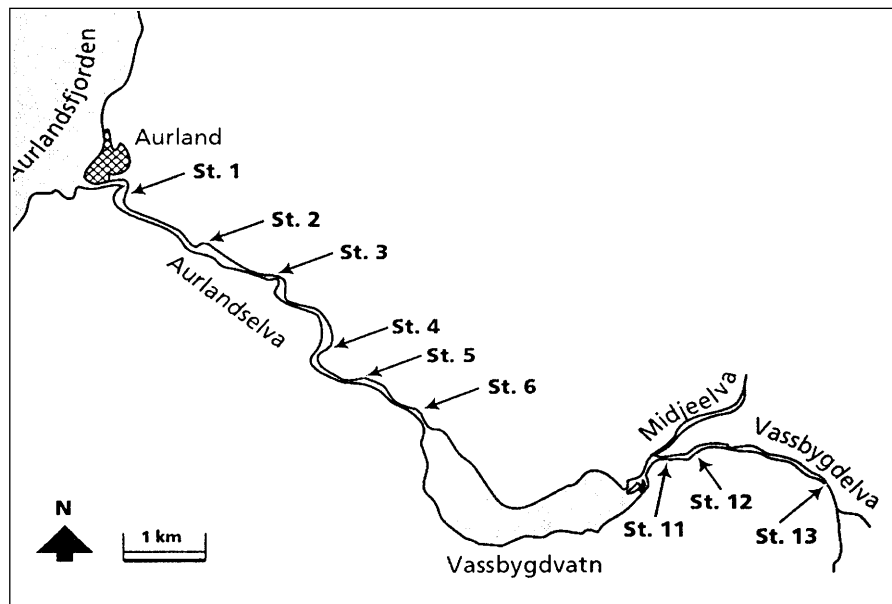 Aurlandsfjorden
Aurland
St. 1
St. 2
St. 3
Aurlandselva
St. 4
St. 5
St. 6
Midjeelva
Vassbygdelva
St. 11
St. 12
St. 13
N
1 km
Vassbygdvatn